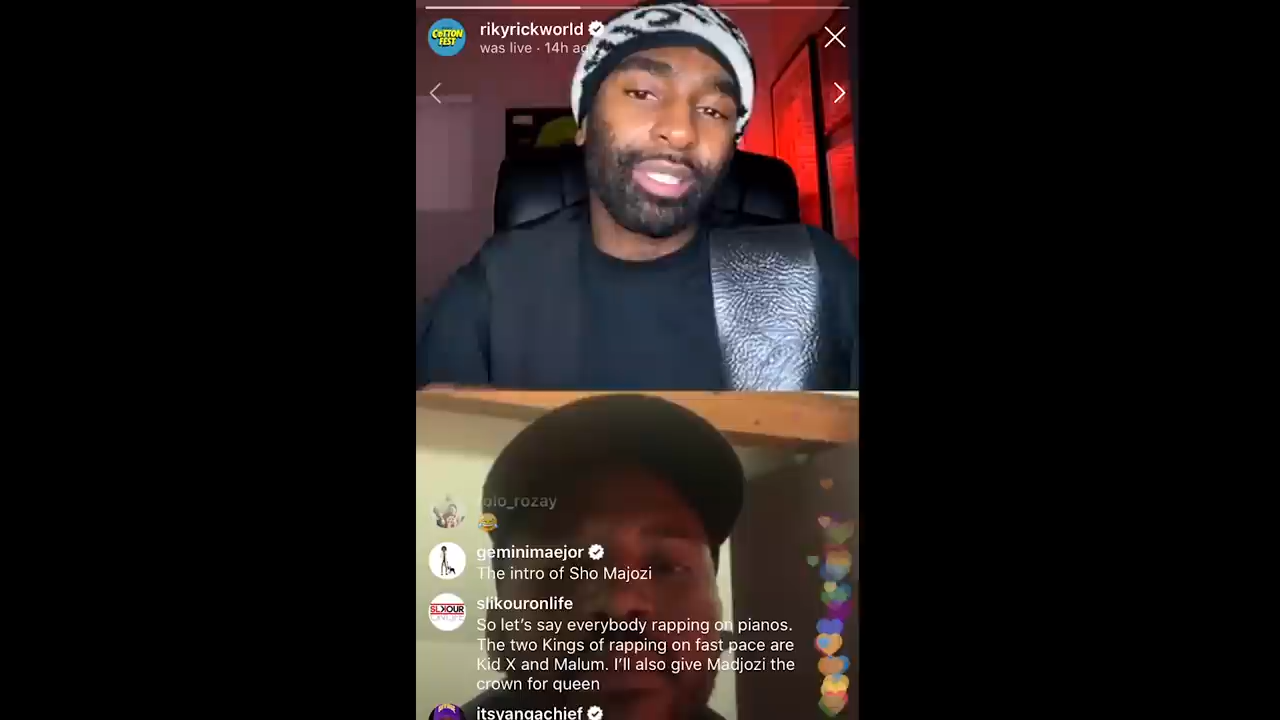 COTTON
FEST
rikyrickworld
was live · 14h ago
olo_rozay
geminimaejor
The intro of Sho Majozi
SLIKOUR
slikouronlife
So let's say everybody rapping on pianos.
The two Kings of rapping on fast pace are
Kid X and Malum. I'll also give Madjozi the
crown for queen
itsyangachief